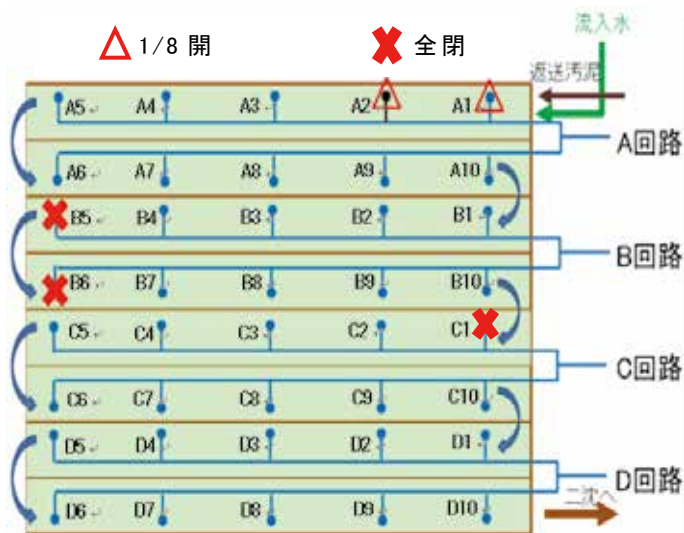 1/8 開 全閉
流入水
返送汚泥
A5 A4 A3 A2 A1
A回路
A6 A7 A8 A9 A10
B5 B4 B3 B2 B1
B回路
B6 B7 B8 B9 B10
C5 C4 C3 C2 C1
C回路
C6 C7 C8 C9 C10
D5 D4 D3 D2 D1
D回路
二沈へ
D6 D7 D8 D9 D10